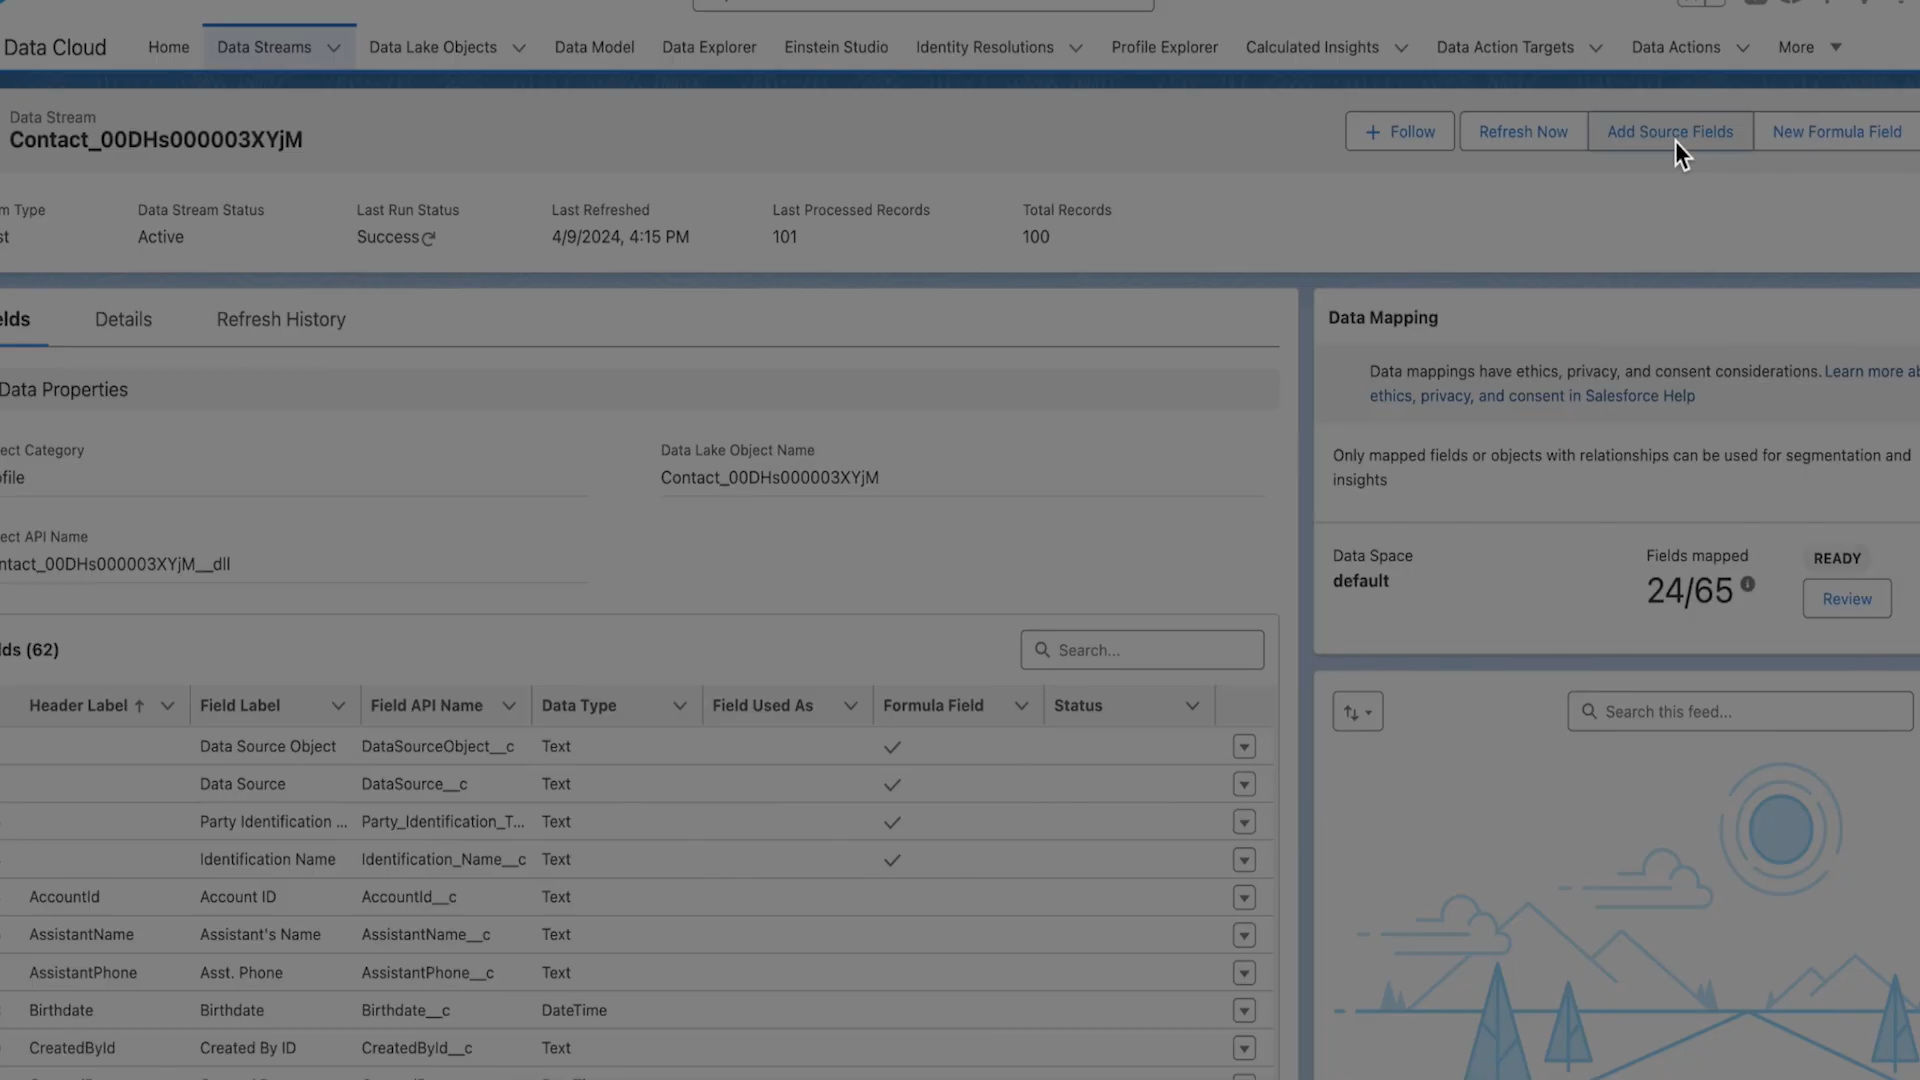 Data Cloud Home Data Streams Data Lake Objects Data Model Data Explorer Einstein Studio Identity Resolutions Profile Explorer Calculated Insights Data Action Targets Data Actions More
Data Stream
Contact_00DHs000003XYjM
Follow Refresh Now Add Source Fields New Formula Field
m Type Data Stream Status Last Run Status Last Refreshed Last Processed Records Total Records
st Active Success 4/9/2024, 4:15 PM 101 100
elds Details Refresh History
Data Properties
ect Category
ofile
Data Lake Object Name
Contact_00DHs000003XYjM
ect API Name
ntact_00DHs000003XYjM__dll
lds (62)
Search...
Header Label Field Label Field API Name Data Type Field Used As Formula Field Status
Data Source Object DataSourceObject__c Text
Data Source DataSource__c Text
Party Identification ... Party_Identification_T... Text
Identification Name Identification_Name__c Text
AccountId Account ID AccountId__c Text
AssistantName Assistant's Name AssistantName__c Text
AssistantPhone Asst. Phone AssistantPhone__c Text
Birthdate Birthdate Birthdate__c DateTime
CreatedById Created By ID CreatedById__c Text
Data Mapping
Data mappings have ethics, privacy, and consent considerations. Learn more ab
ethics, privacy, and consent in Salesforce Help
Only mapped fields or objects with relationships can be used for segmentation and
insights
Data Space
default
Fields mapped
24/65
READY
Review
Search this feed...